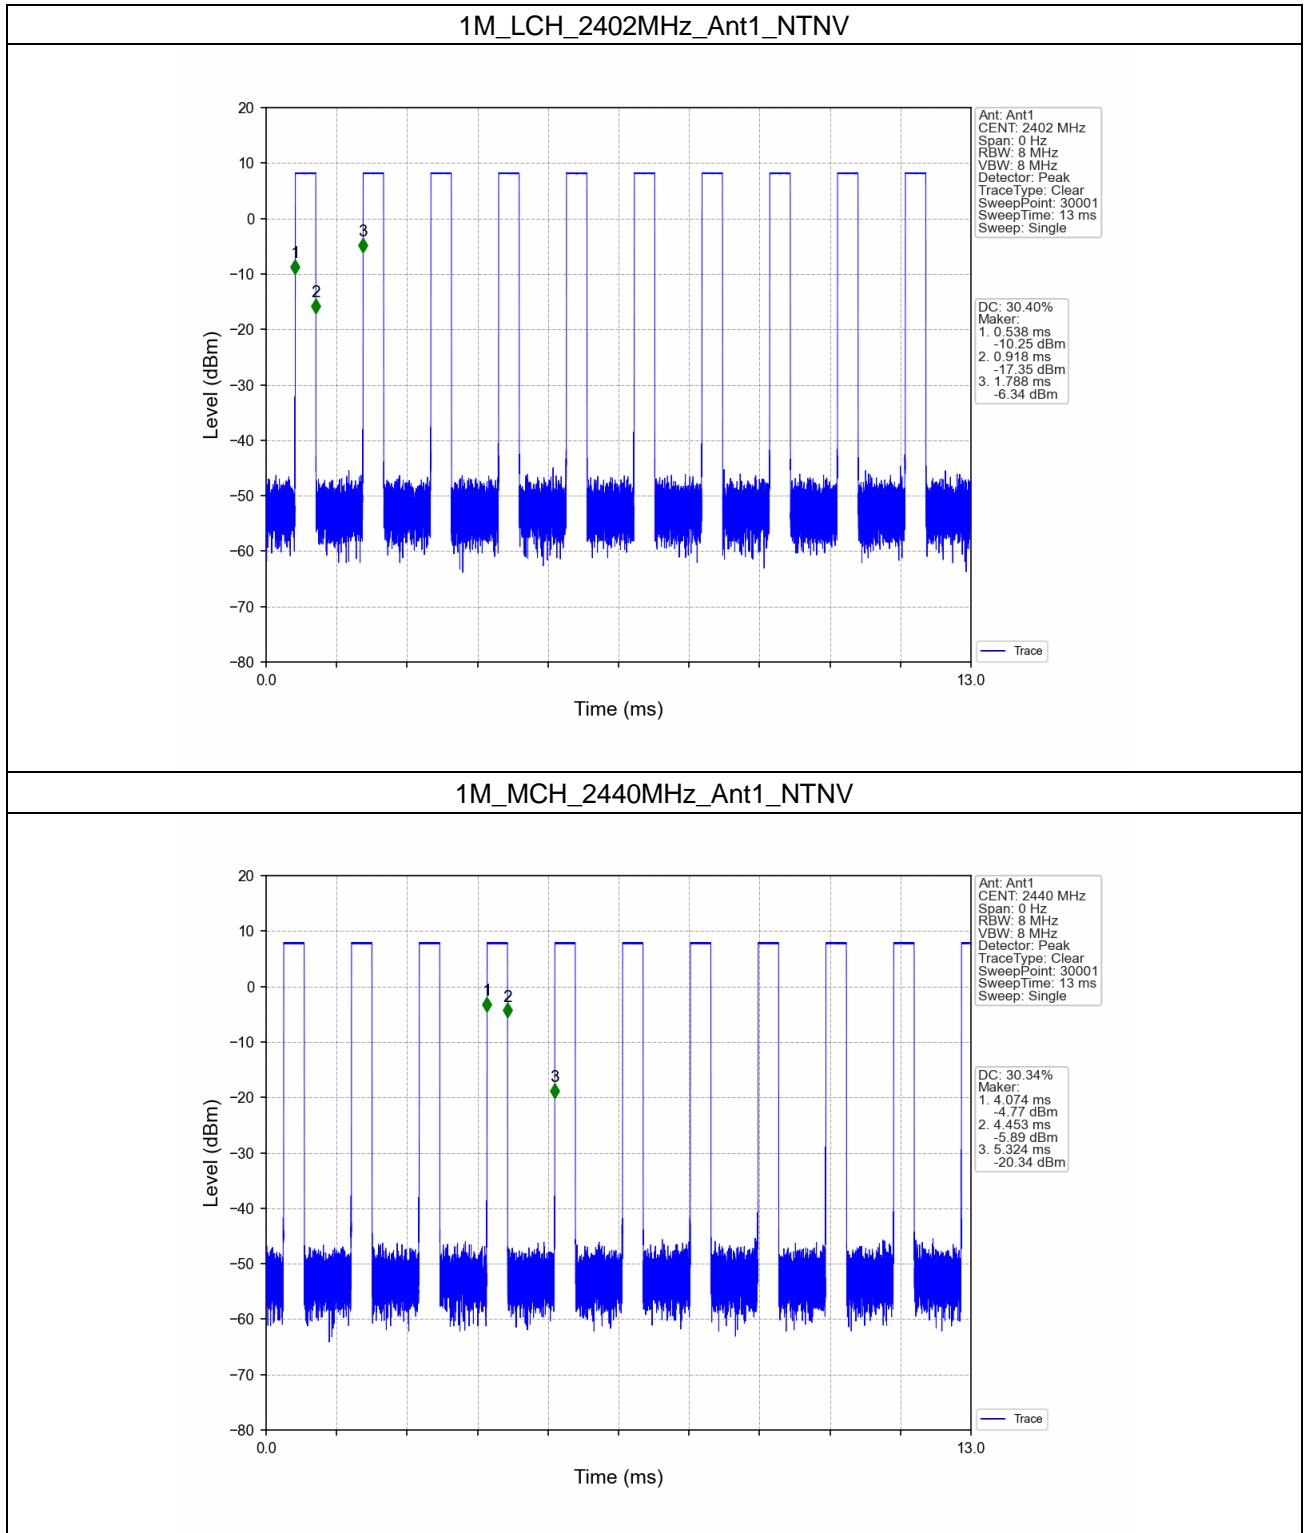 1M_LCH_2402MHz_Ant1_NTNV
20
10
0
−10
−20
−30
−40
−50
−60
−70
−80
Level (dBm)
1
2
3
0.0
13.0
Time (ms)
Ant: Ant1
CENT: 2402 MHz
Span: 0 Hz
RBW: 8 MHz
VBW: 8 MHz
Detector: Peak
TraceType: Clear
SweepPoint: 30001
SweepTime: 13 ms
Sweep: Single
DC: 30.40%
Maker:
1. 0.538 ms
-10.25 dBm
2. 0.918 ms
-17.35 dBm
3. 1.788 ms
-6.34 dBm
Trace
1M_MCH_2440MHz_Ant1_NTNV
20
10
0
−10
−20
−30
−40
−50
−60
−70
−80
Level (dBm)
1
2
3
0.0
13.0
Time (ms)
Ant: Ant1
CENT: 2440 MHz
Span: 0 Hz
RBW: 8 MHz
VBW: 8 MHz
Detector: Peak
TraceType: Clear
SweepPoint: 30001
SweepTime: 13 ms
Sweep: Single
DC: 30.34%
Maker:
1. 4.074 ms
-4.77 dBm
2. 4.453 ms
-5.89 dBm
3. 5.324 ms
-20.34 dBm
Trace